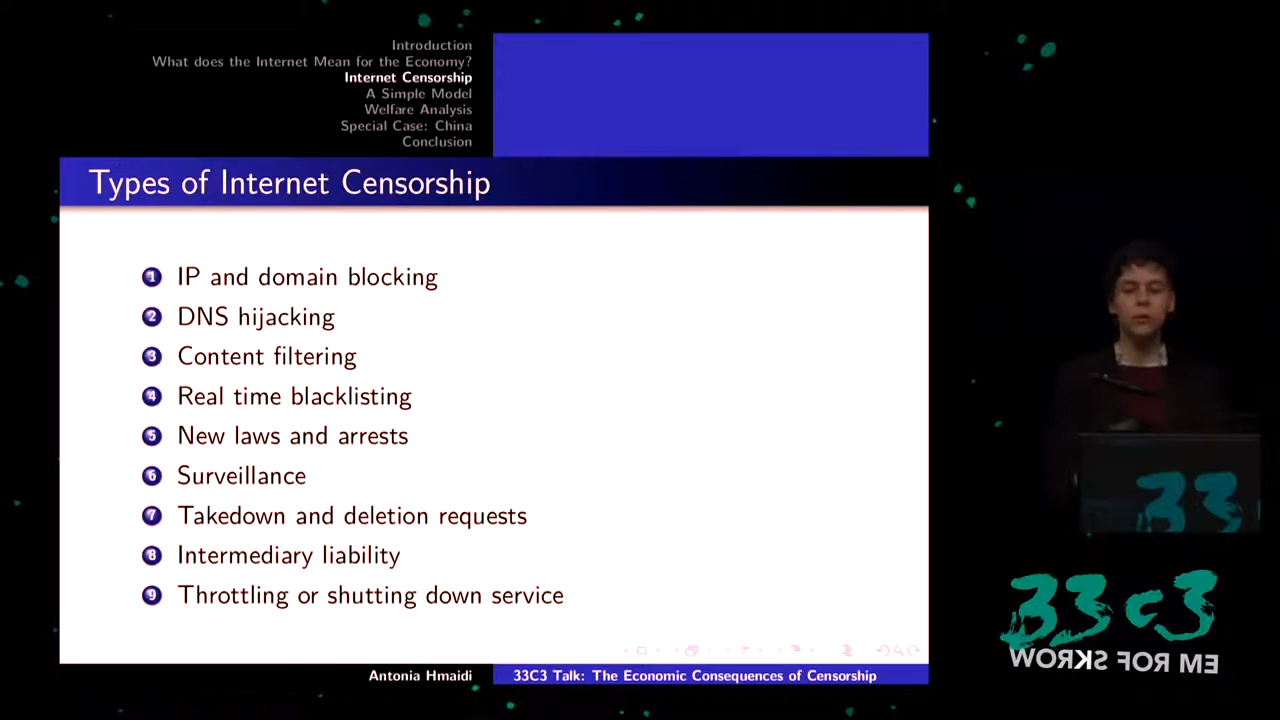 Introduction
What does the Internet Mean for the Economy?
Internet Censorship
A Simple Model
Welfare Analysis
Special Case: China
Conclusion
Types of Internet Censorship
1 IP and domain blocking
2 DNS hijacking
3 Content filtering
4 Real time blacklisting
5 New laws and arrests
6 Surveillance
7 Takedown and deletion requests
8 Intermediary liability
9 Throttling or shutting down service
Antonia Hmaidi
33C3 Talk: The Economic Consequences of Censorship
33
33C3
WORKS FOR ME